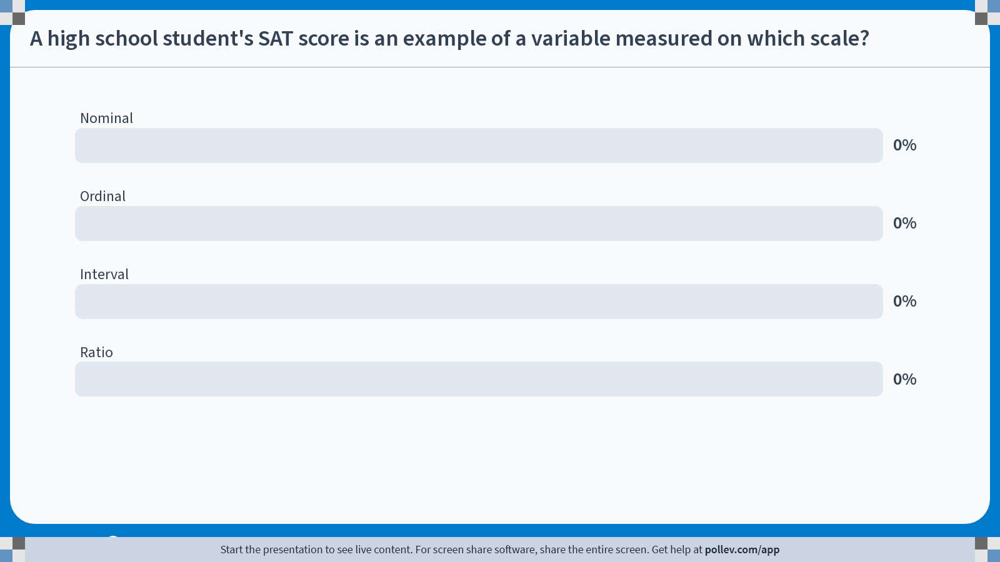 A high school student's SAT score is an example of a variable measured on which scale?
Nominal
0%
Ordinal
0%
Interval
0%
Ratio
0%
Start the presentation to see live content. For screen share software, share the entire screen. Get help at pollev.com/app